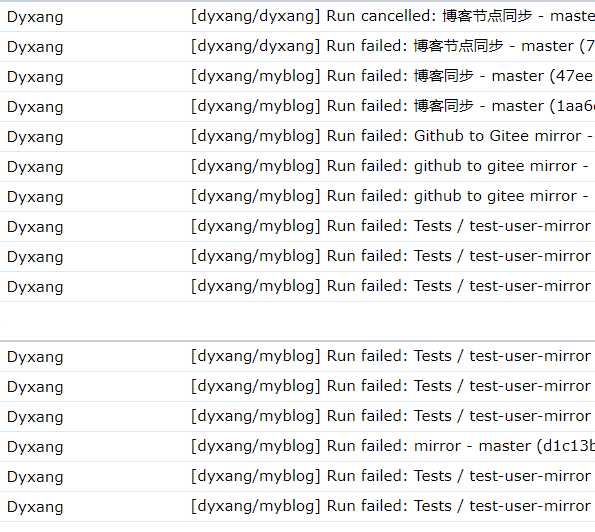 Dyxang [dyxang/dyxang] Run cancelled: 博客节点同步 - maste
Dyxang [dyxang/dyxang] Run failed: 博客节点同步 - master (7
Dyxang [dyxang/myblog] Run failed: 博客同步 - master (47ee
Dyxang [dyxang/myblog] Run failed: 博客同步 - master (1aa6
Dyxang [dyxang/myblog] Run failed: Github to Gitee mirror -
Dyxang [dyxang/myblog] Run failed: github to gitee mirror -
Dyxang [dyxang/myblog] Run failed: github to gitee mirror -
Dyxang [dyxang/myblog] Run failed: Tests / test-user-mirror
Dyxang [dyxang/myblog] Run failed: Tests / test-user-mirror
Dyxang [dyxang/myblog] Run failed: Tests / test-user-mirror
Dyxang [dyxang/myblog] Run failed: Tests / test-user-mirror
Dyxang [dyxang/myblog] Run failed: Tests / test-user-mirror
Dyxang [dyxang/myblog] Run failed: Tests / test-user-mirror
Dyxang [dyxang/myblog] Run failed: mirror - master (d1c13b
Dyxang [dyxang/myblog] Run failed: Tests / test-user-mirror
Dyxang [dyxang/myblog] Run failed: Tests / test-user-mirror